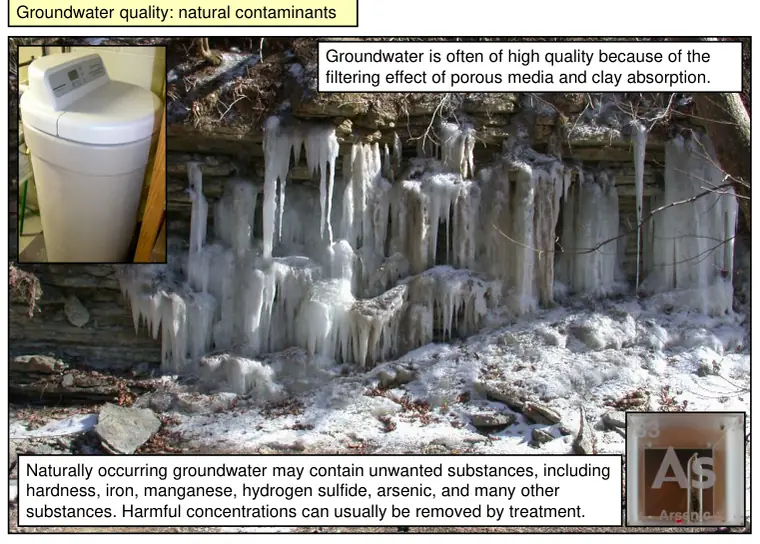 Groundwater quality: natural contaminants
Groundwater is often of high quality because of the
filtering effect of porous media and clay absorption.
Naturally occurring groundwater may contain unwanted substances, including
hardness, iron, manganese, hydrogen sulfide, arsenic, and many other
substances. Harmful concentrations can usually be removed by treatment.
33
As
Arsenic